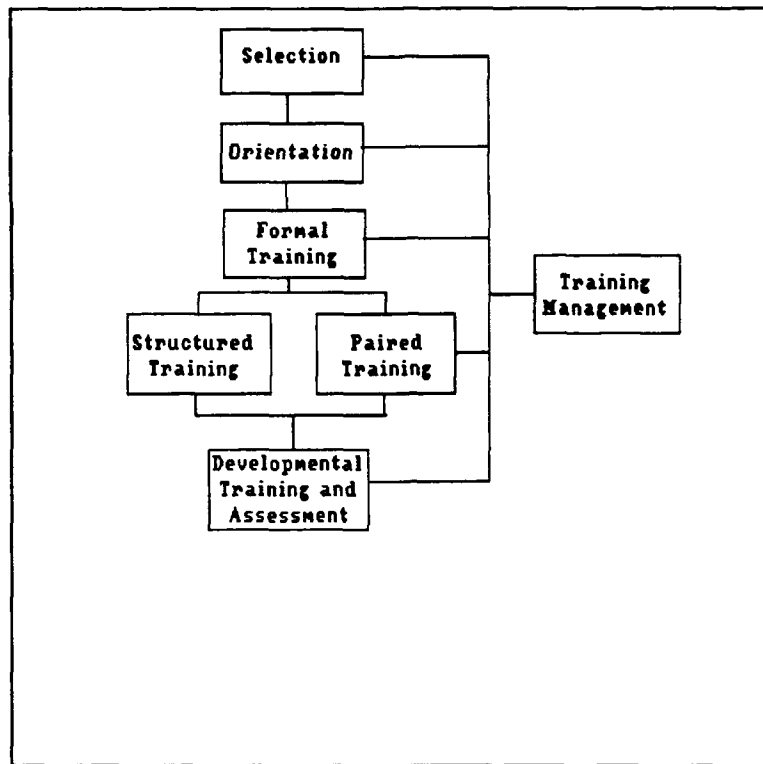 Selection
Orientation
Formal
Training
Training
Management
Structured
Training
Paired
Training
Developmental
Training and
Assessment